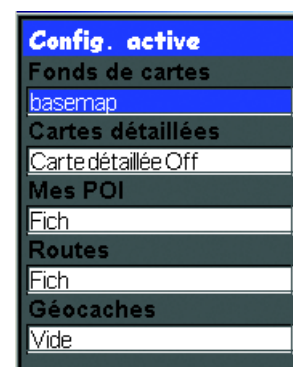 Config. active
Fonds de cartes
basemap
Cartes détaillées
Carte détaillée Off
Mes POI
Fich
Routes
Fich
Géocaches
Vide